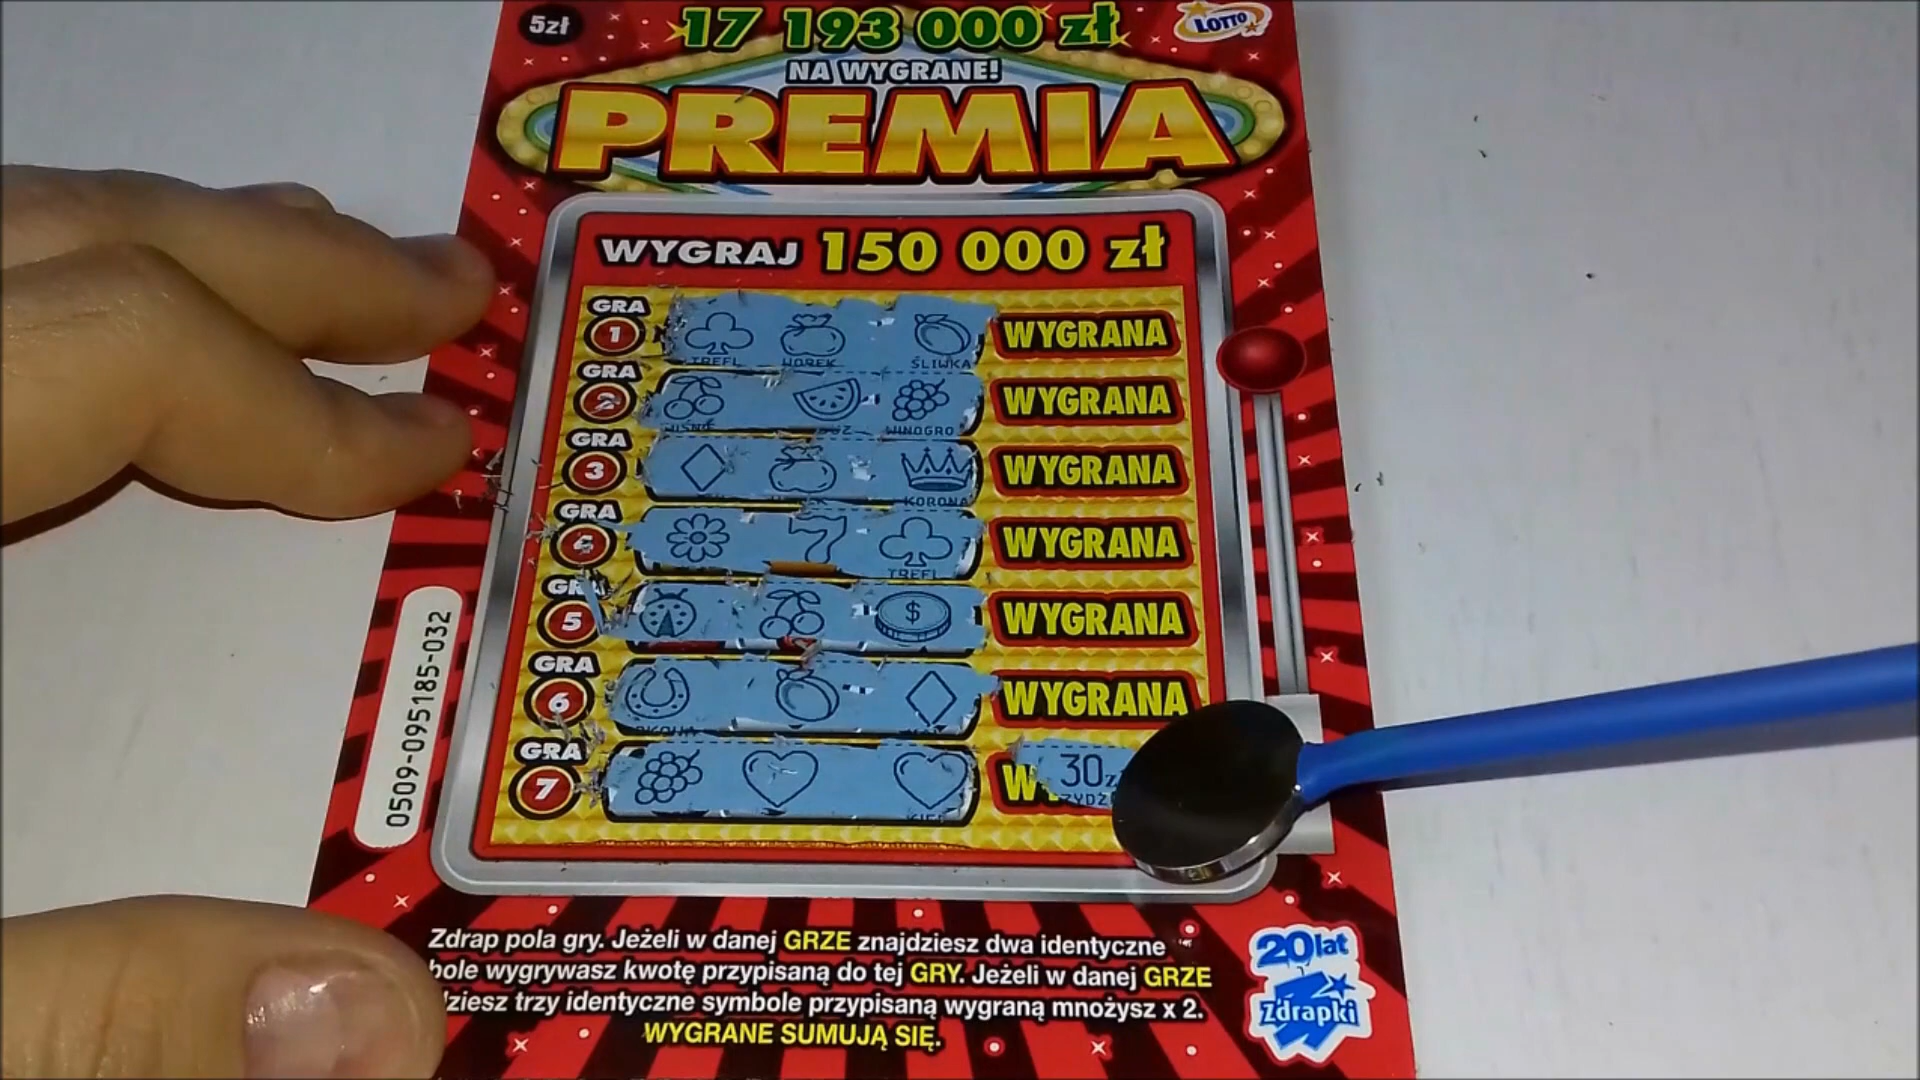 5zł
17 193 000 zł
LOTTO
NA WYGRANE!
PREMIA
WYGRAJ 150 000 zł
GRA
1
TREFL WOREK ŚLIWKA
WYGRANA
GRA
2
WINOGRO
WYGRANA
GRA
3
KORONA
WYGRANA
GRA
4
7
TREFL
WYGRANA
GRA
5
$
WYGRANA
GRA
6
WYGRANA
GRA
7
30
0509-095185-032
Zdrap pola gry. Jeżeli w danej GRZE znajdziesz dwa identyczne
wygrywasz kwotę przypisaną do tej GRY. Jeżeli w danej GRZE
trzy identyczne symbole przypisaną wygraną mnożysz x 2.
WYGRANE SUMUJĄ SIĘ.
20 lat
Zdrapki